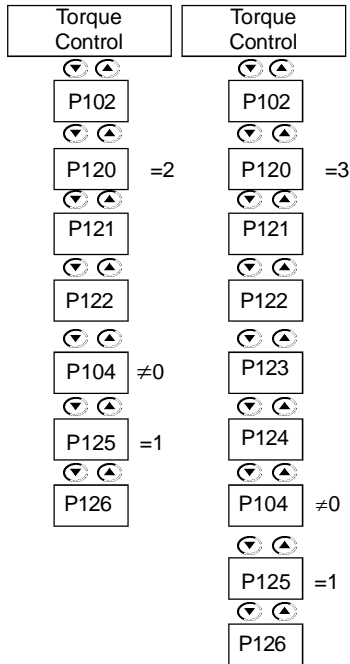 Torque
Control
P102
P120 =2
P121
P122
P104 ≠0
P125 =1
P126
Torque
Control
P102
P120 =3
P121
P122
P123
P124
P104 ≠0
P125 =1
P126